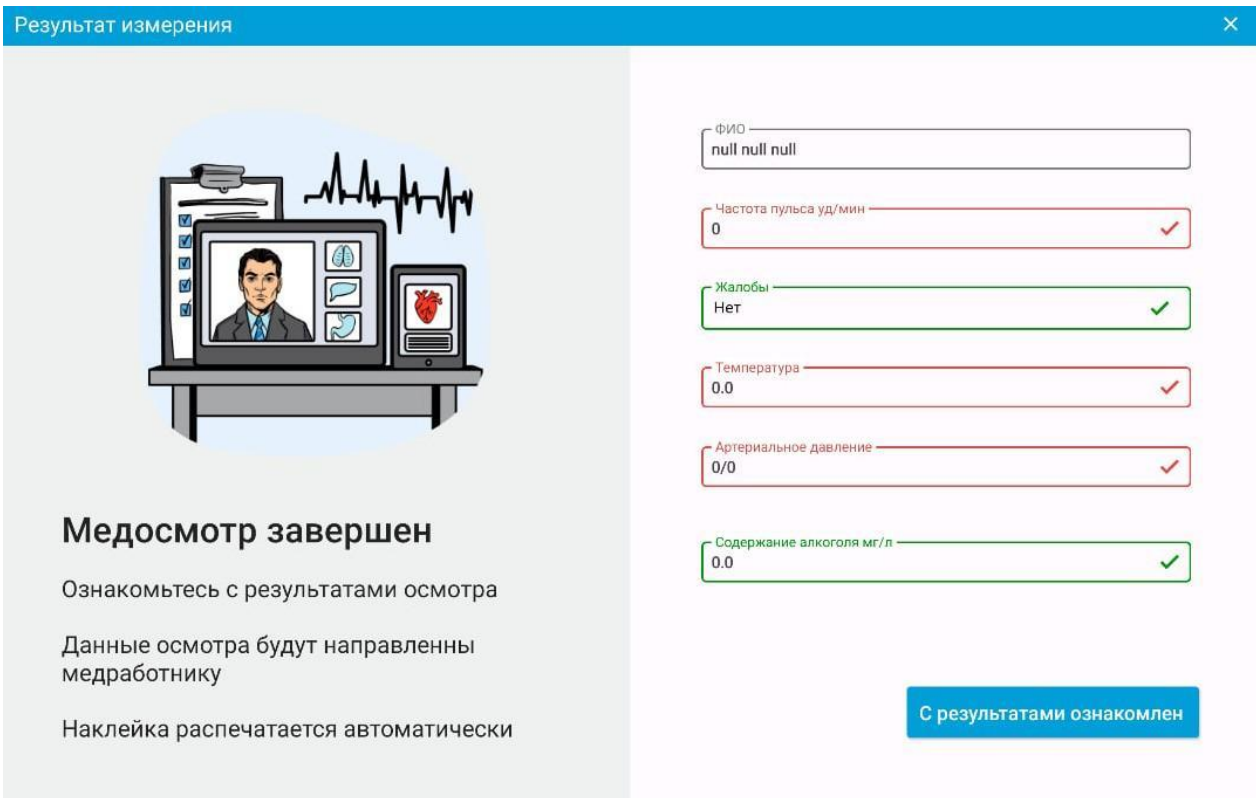 Результат измерения
Медосмотр завершен
Ознакомьтесь с результатами осмотра
Данные осмотра будут направленны
медработнику
Наклейка распечатается автоматически
ФИО
null null null
Частота пульса уд/мин
0
Жалобы
Нет
Температура
0.0
Артериальное давление
0/0
Содержание алкоголя мг/л
0.0
С результатами ознакомлен